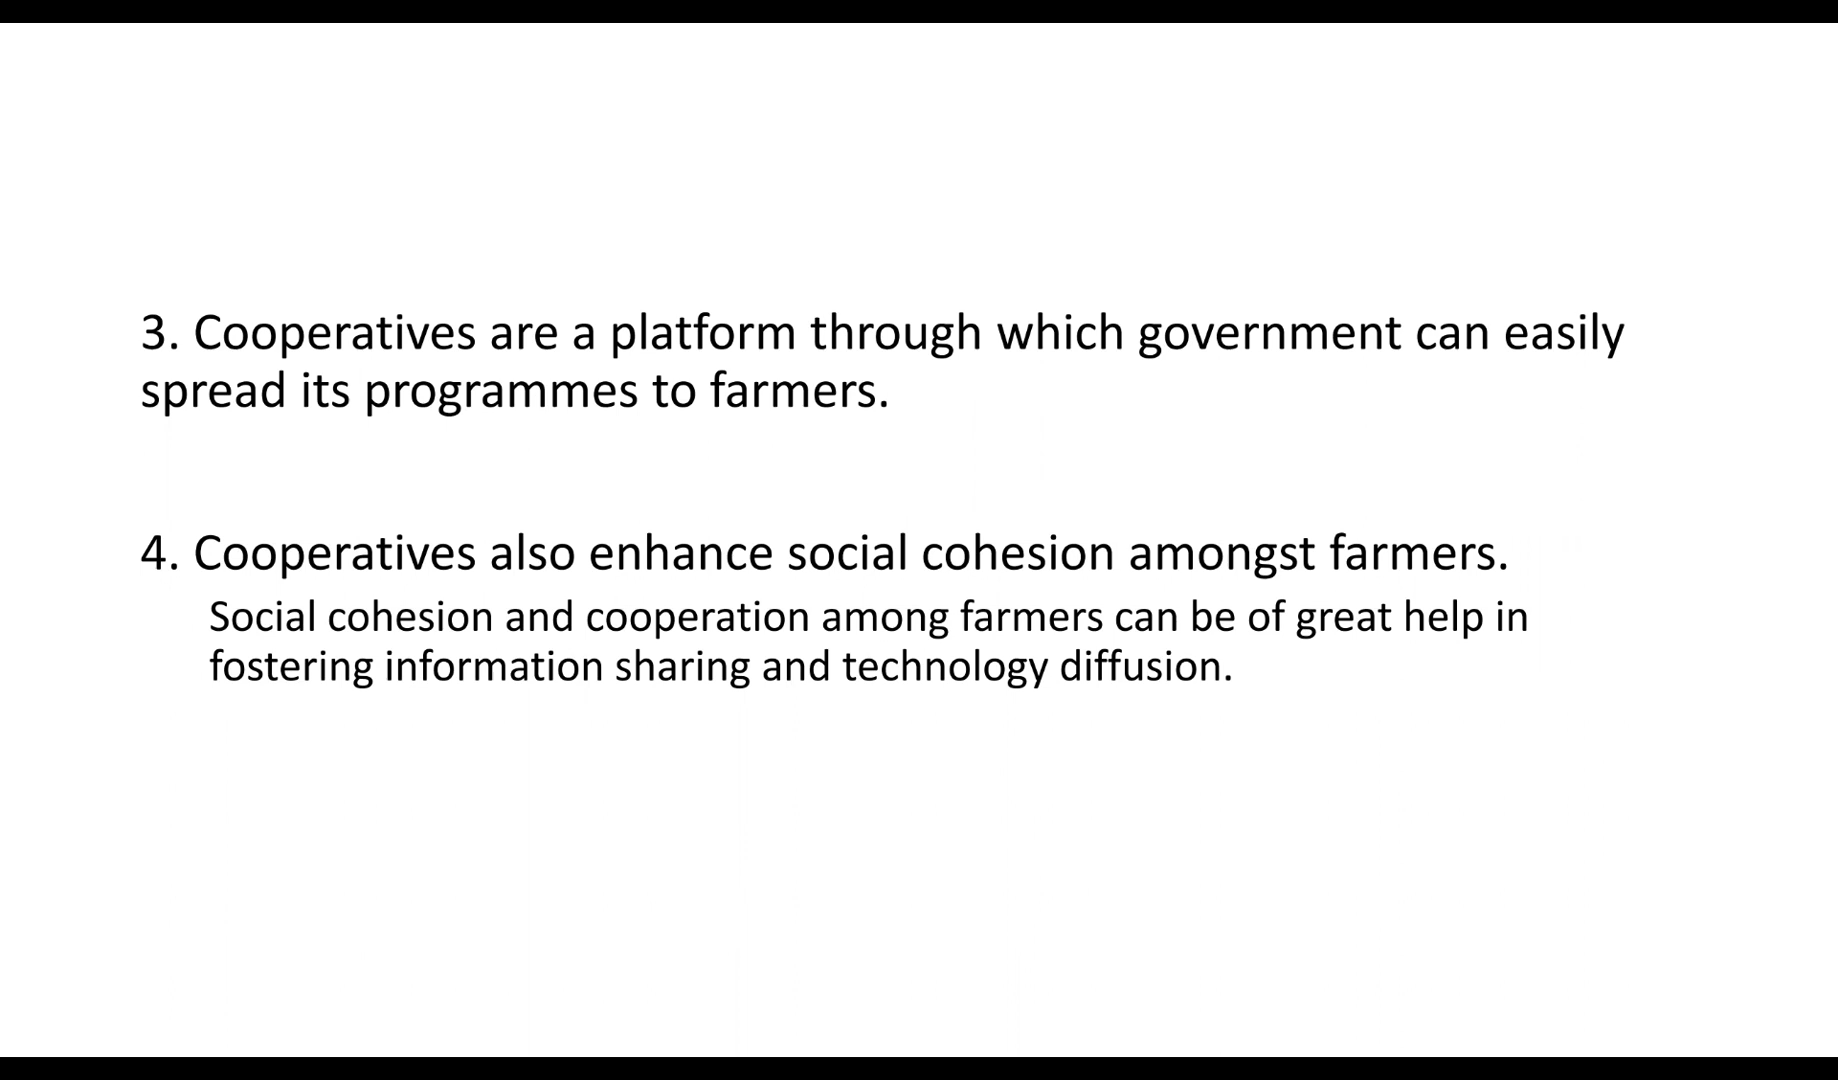 3. Cooperatives are a platform through which government can easily
spread its programmes to farmers.
4. Cooperatives also enhance social cohesion amongst farmers.
Social cohesion and cooperation among farmers can be of great help in
fostering information sharing and technology diffusion.